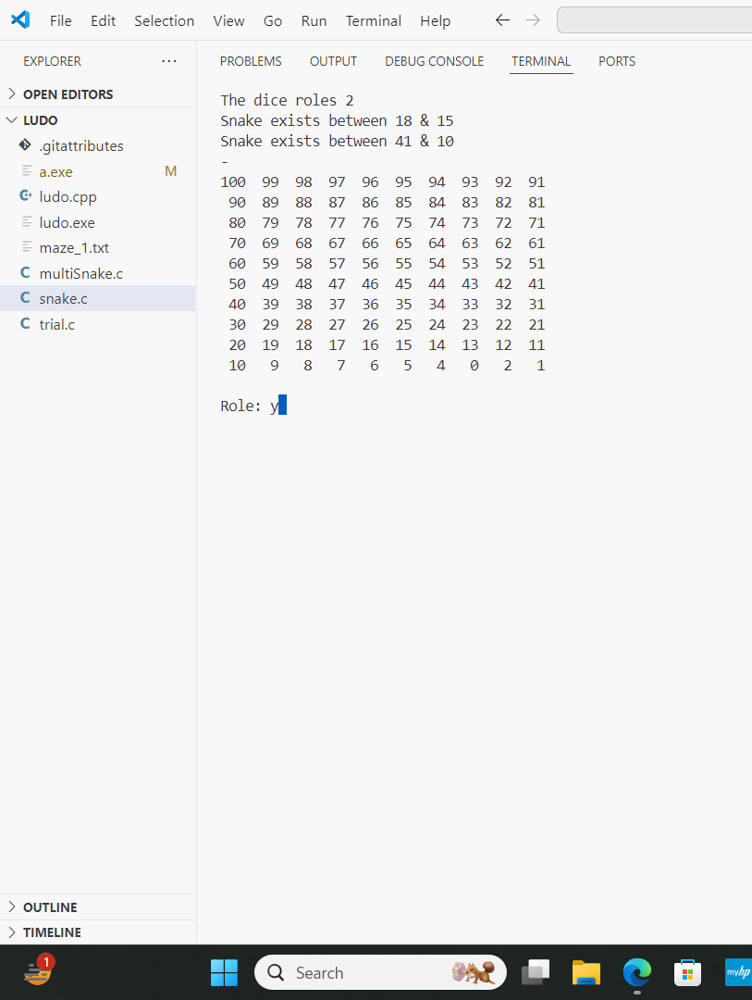 File Edit Selection View Go Run Terminal Help
EXPLORER ...
PROBLEMS OUTPUT DEBUG CONSOLE TERMINAL PORTS
OPEN EDITORS
LUDO
.gitattributes
a.exe M
ludo.cpp
ludo.exe
maze_1.txt
C multiSnake.c
C snake.c
C trial.c
The dice roles 2
Snake exists between 18 & 15
Snake exists between 41 & 10
-
100 99 98 97 96 95 94 93 92 91
90 89 88 87 86 85 84 83 82 81
80 79 78 77 76 75 74 73 72 71
70 69 68 67 66 65 64 63 62 61
60 59 58 57 56 55 54 53 52 51
50 49 48 47 46 45 44 43 42 41
40 39 38 37 36 35 34 33 32 31
30 29 28 27 26 25 24 23 22 21
20 19 18 17 16 15 14 13 12 11
10 9 8 7 6 5 4 0 2 1
Role: y
OUTLINE
TIMELINE
1
Search
myhp